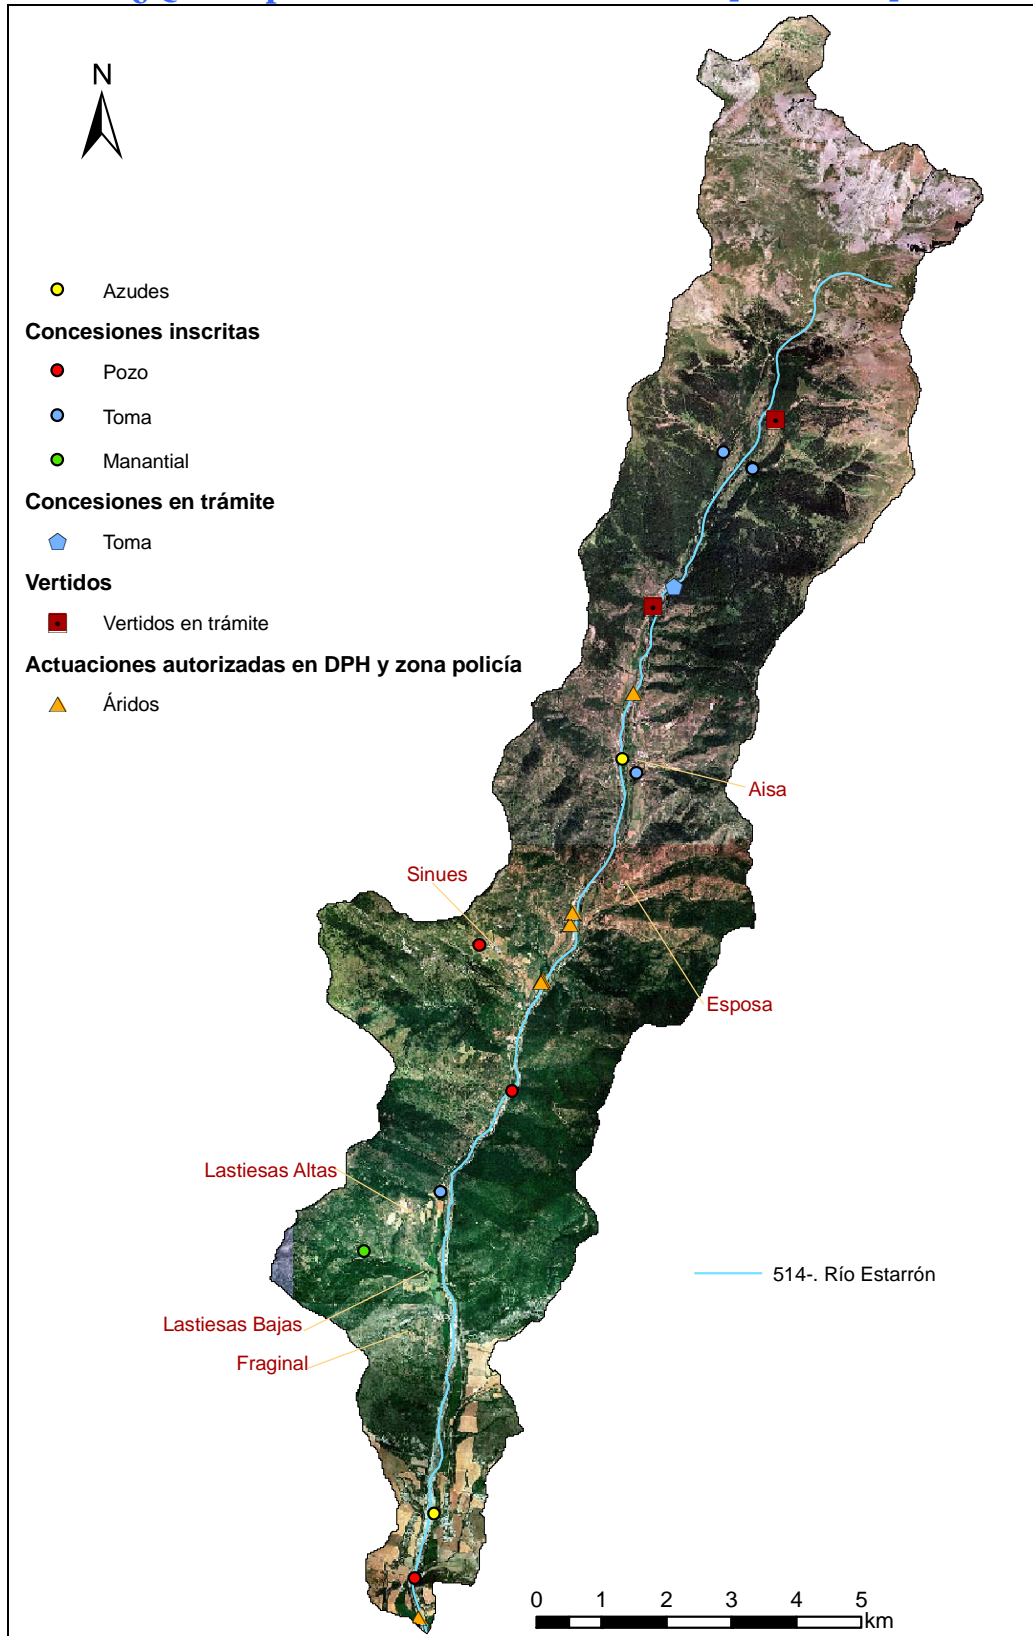 N
Azudes
Concesiones inscritas
Pozo
Toma
Manantial
Concesiones en trámite
Toma
Vertidos
Vertidos en trámite
Actuaciones autorizadas en DPH y zona policía
Áridos
Aisa
Sinues
Esposa
Lastiesas Altas
514-. Río Estarrón
Lastiesas Bajas
Fraginal
0 1 2 3 4 5
km